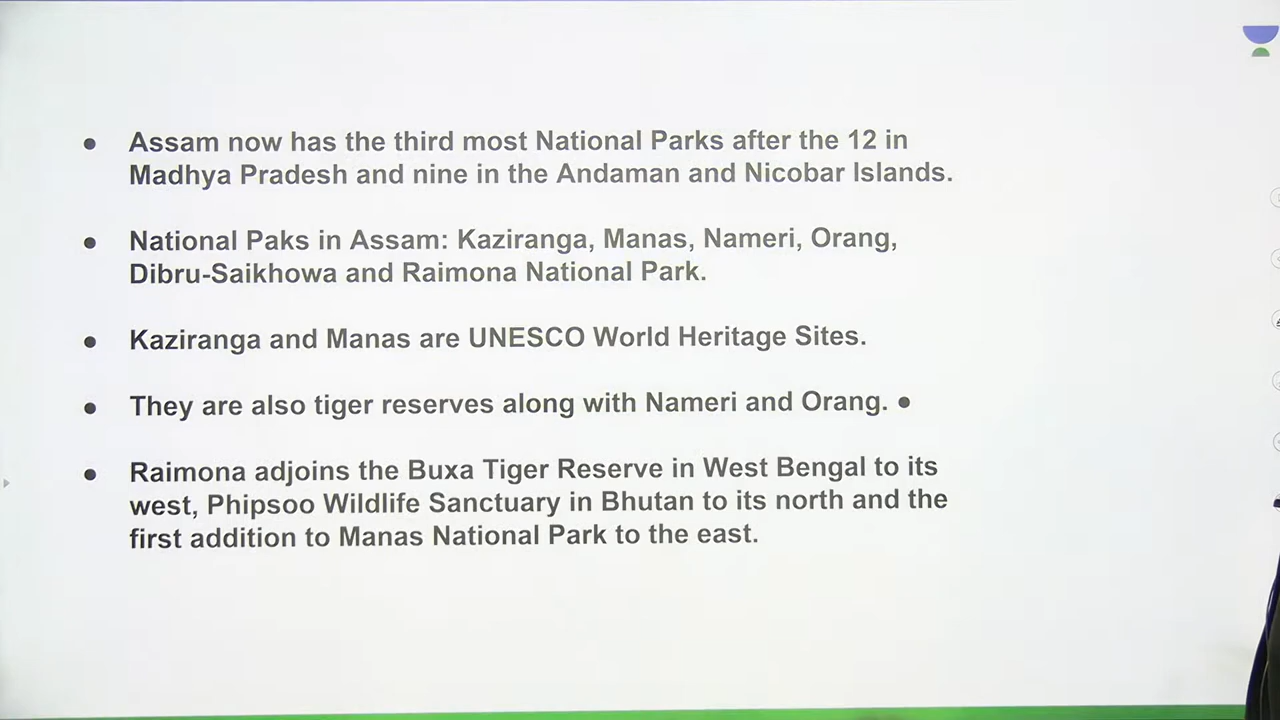 ● Assam now has the third most National Parks after the 12 in
Madhya Pradesh and nine in the Andaman and Nicobar Islands.
● National Paks in Assam: Kaziranga, Manas, Nameri, Orang,
Dibru-Saikhowa and Raimona National Park.
● Kaziranga and Manas are UNESCO World Heritage Sites.
● They are also tiger reserves along with Nameri and Orang. ●
● Raimona adjoins the Buxa Tiger Reserve in West Bengal to its
west, Phipsoo Wildlife Sanctuary in Bhutan to its north and the
first addition to Manas National Park to the east.